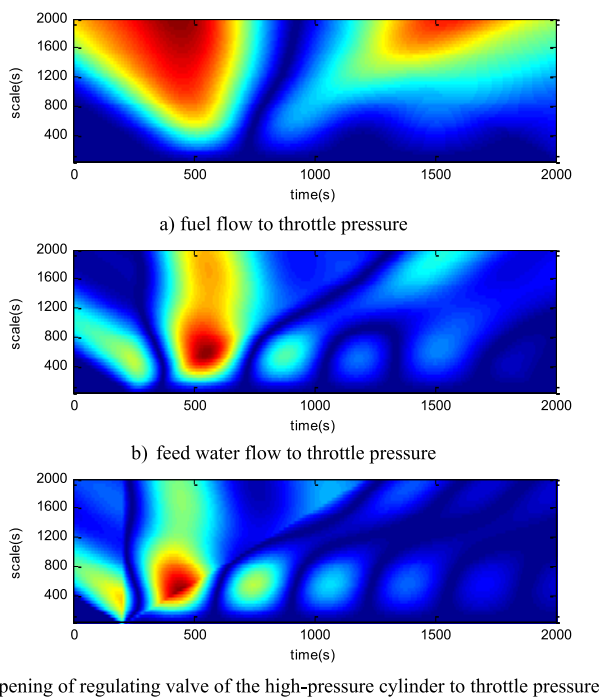 2000
1600
1200
800
400
scale(s)
0 500 1000 1500 2000
time(s)
a) fuel flow to throttle pressure
2000
1600
1200
800
400
scale(s)
0 500 1000 1500 2000
time(s)
b) feed water flow to throttle pressure
2000
1600
1200
800
400
scale(s)
0 500 1000 1500 2000
time(s)
pening of regulating valve of the high-pressure cylinder to throttle pressure